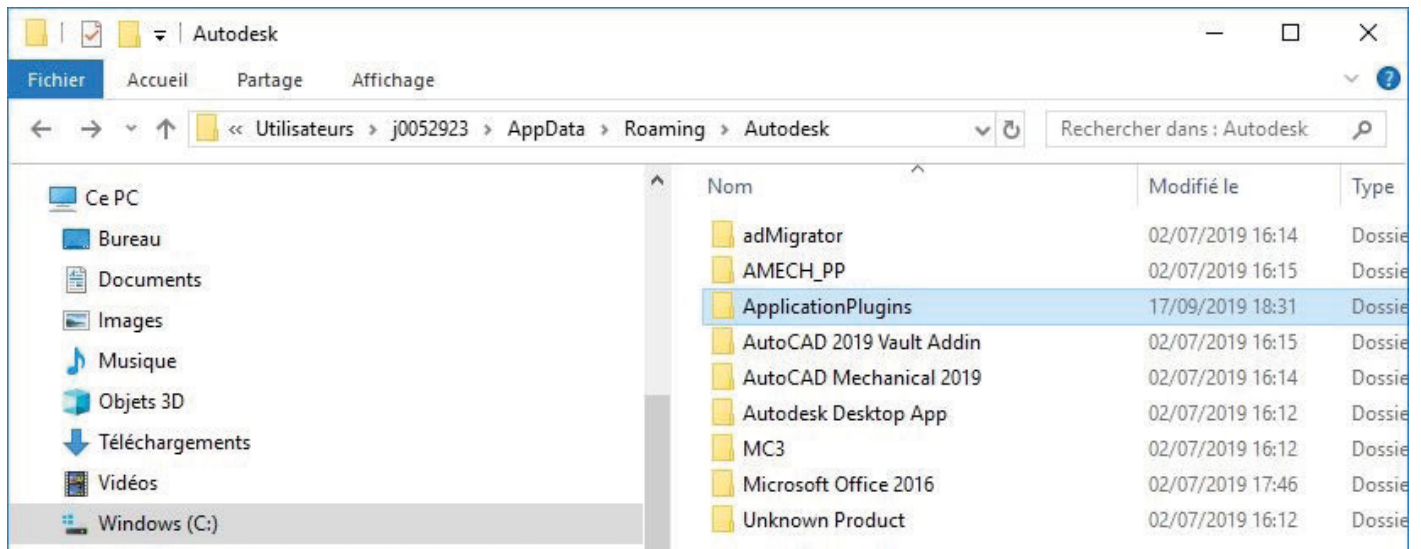 Autodesk
Fichier Accueil Partage Affichage ?
« Utilisateurs > j0052923 > AppData > Roaming > Autodesk Rechercher dans : Autodesk
Ce PC
Bureau
Documents
Images
Musique
Objets 3D
Téléchargements
Vidéos
Windows (C:)
Nom Modifié le Type
adMigrator 02/07/2019 16:14 Dossie
AMECH_PP 02/07/2019 16:15 Dossie
ApplicationPlugins 17/09/2019 18:31 Dossie
AutoCAD 2019 Vault Addin 02/07/2019 16:15 Dossie
AutoCAD Mechanical 2019 02/07/2019 16:14 Dossie
Autodesk Desktop App 02/07/2019 16:12 Dossie
MC3 02/07/2019 16:12 Dossie
Microsoft Office 2016 02/07/2019 17:46 Dossie
Unknown Product 02/07/2019 16:12 Dossie